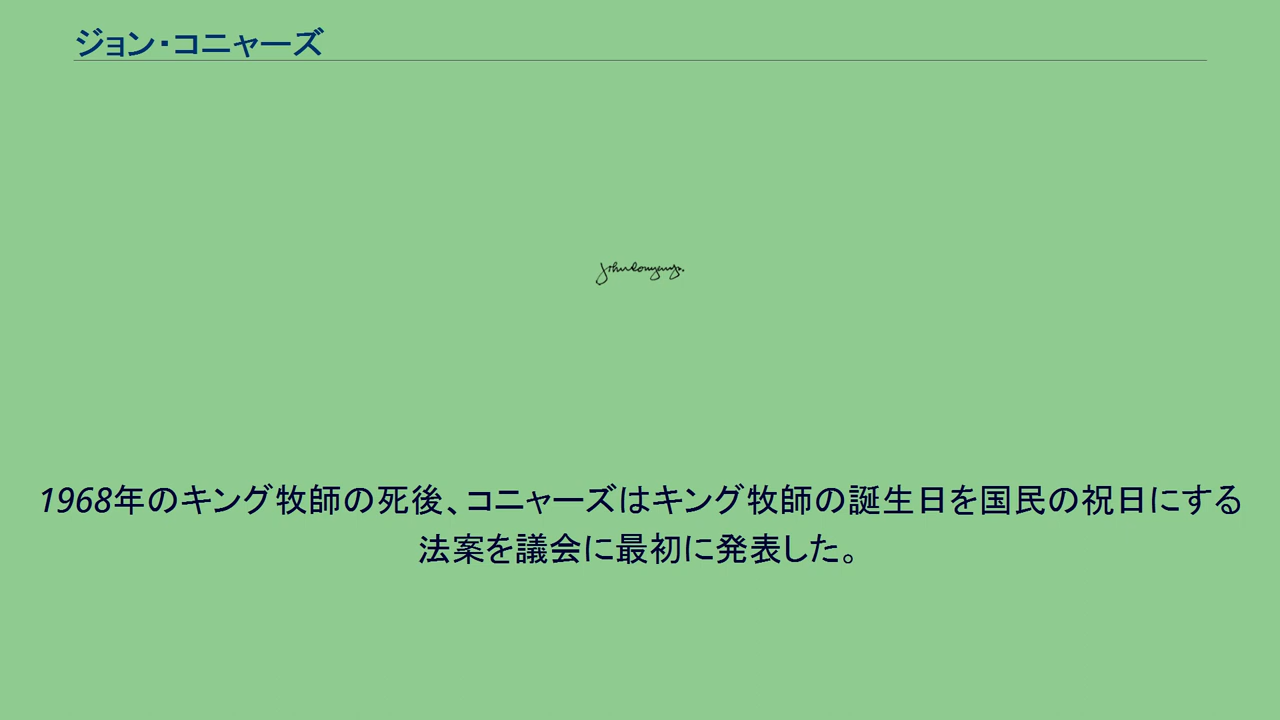 ジョン・コニャーズ
John Conyers Jr.
1968年のキング牧師の死後、コニャーズはキング牧師の誕生日を国民の祝日にする
法案を議会に最初に発表した。